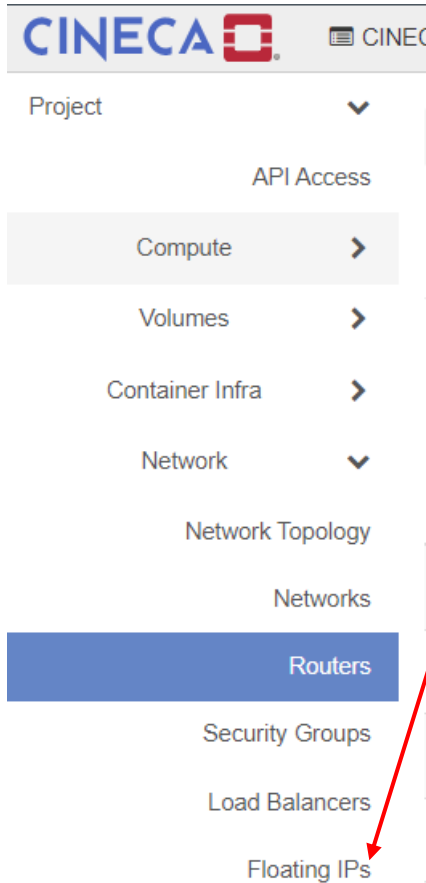 CINECA CINEC
Project
API Access
Compute
Volumes
Container Infra
Network
Network Topology
Networks
Routers
Security Groups
Load Balancers
Floating IPs